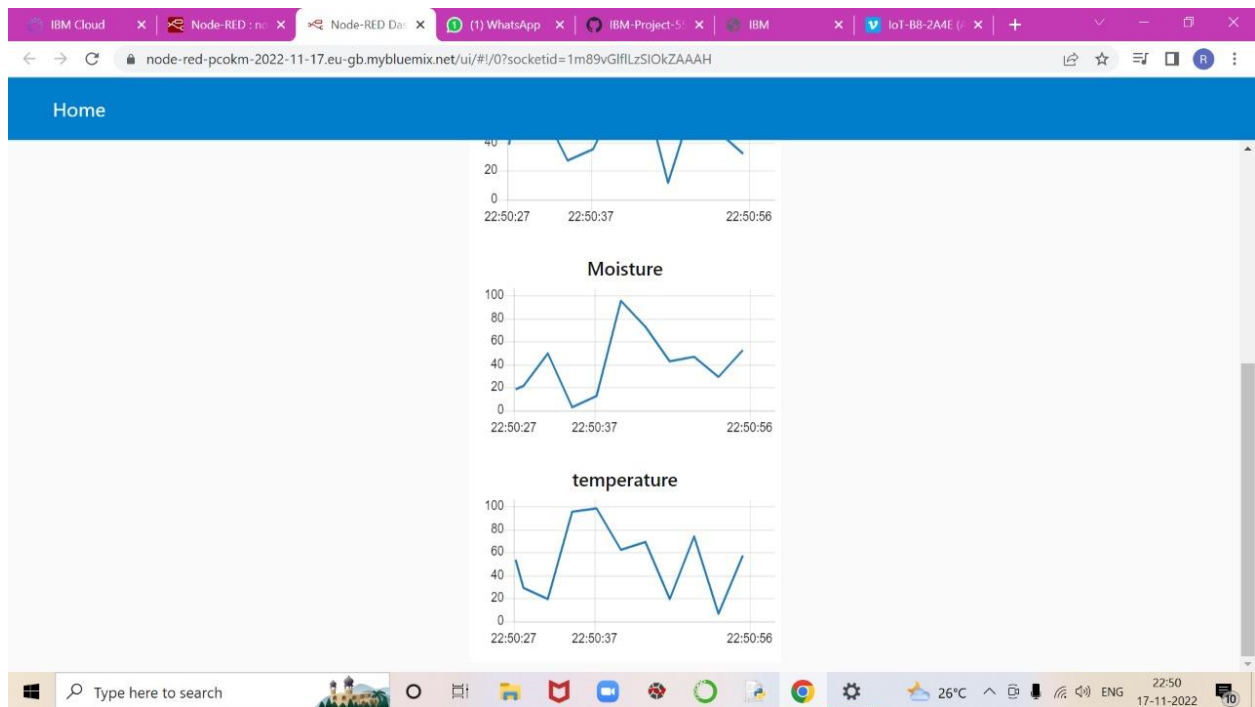 IBM Cloud
Node-RED : no
Node-RED Das
(1) WhatsApp
IBM-Project-5
IBM
IoT-B8-2A4E (
node-red-pcokm-2022-11-17.eu-gb.mybluemix.net/ui/#!/0?socketid=1m89vGlflLzSIOkZAAAH
R
Home
40
20
0
22:50:27 22:50:37 22:50:56
Moisture
100
80
60
40
20
0
22:50:27 22:50:37 22:50:56
temperature
100
80
60
40
20
0
22:50:27 22:50:37 22:50:56
Type here to search
26°C
ENG
22:50
17-11-2022
10